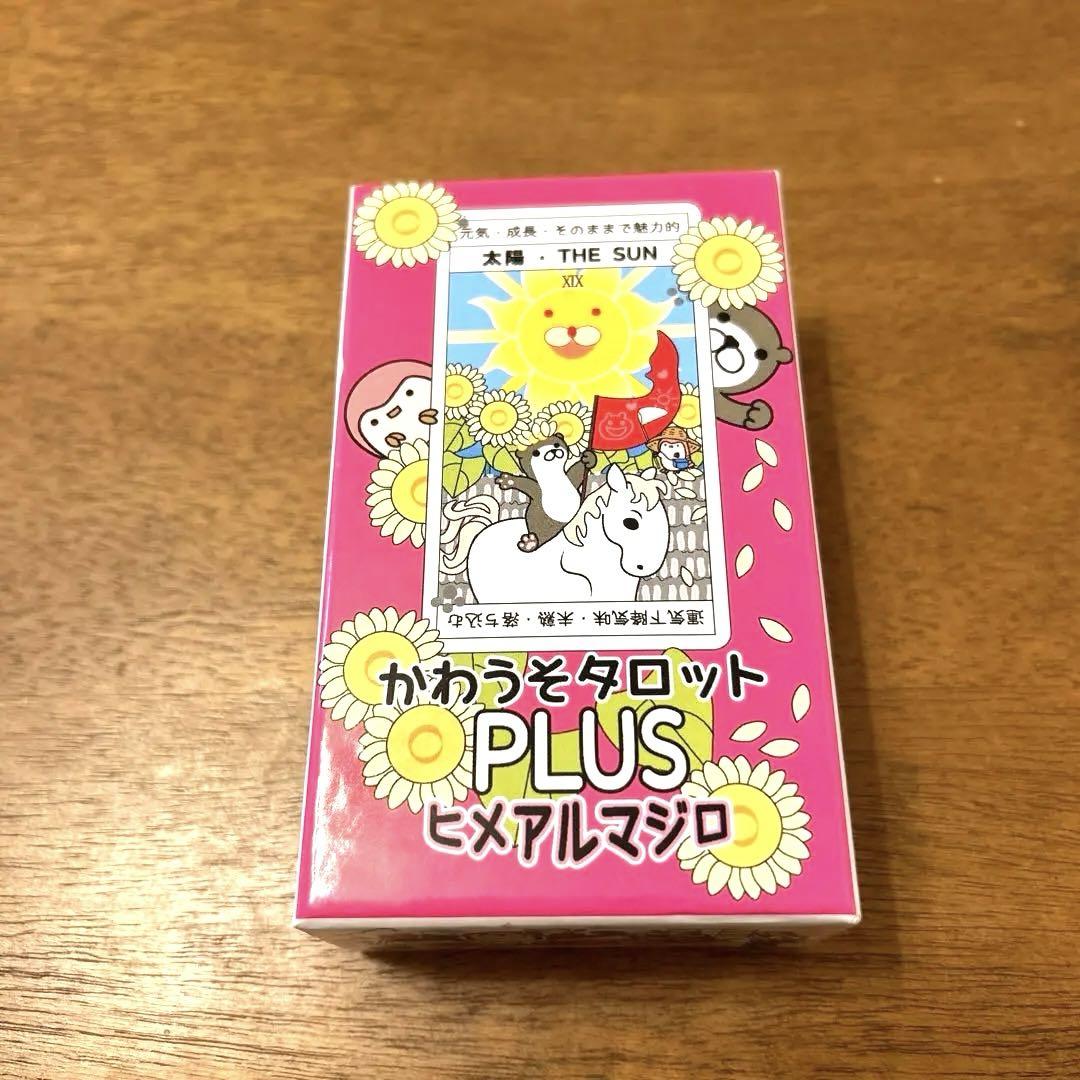 元気・成長・そのままで魅力的
太陽・THE SUN
XIX
運気下降気味・未熟・落ち込む
かわうそタロット
PLUS
ヒメアルマジロ